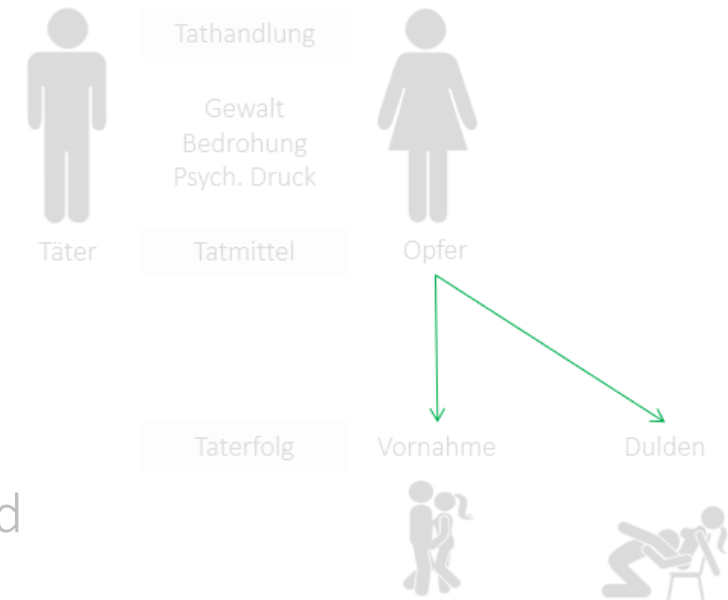 Tathandlung
Gewalt
Bedrohung
Psych. Druck
Täter
Tatmittel
Opfer
Taterfolg
Vornahme
Dulden
d